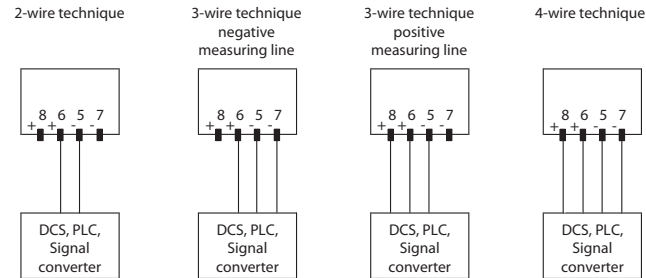 2-wire technique
3-wire technique
negative
measuring line
3-wire technique
positive
measuring line
4-wire technique
8 6 5 7
+ + - -
8 6 5 7
+ + - -
8 6 5 7
+ + - -
8 6 5 7
+ + - -
DCS, PLC,
Signal
converter
DCS, PLC,
Signal
converter
DCS, PLC,
Signal
converter
DCS, PLC,
Signal
converter